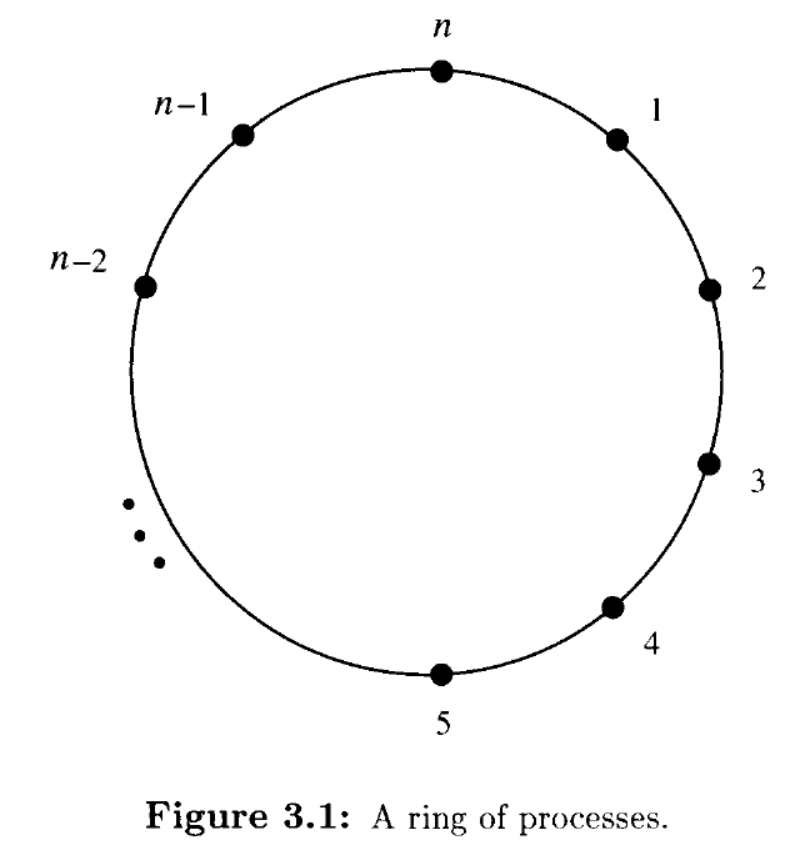 n
n−1
1
n−2
2
3
4
5
Figure 3.1: A ring of processes.